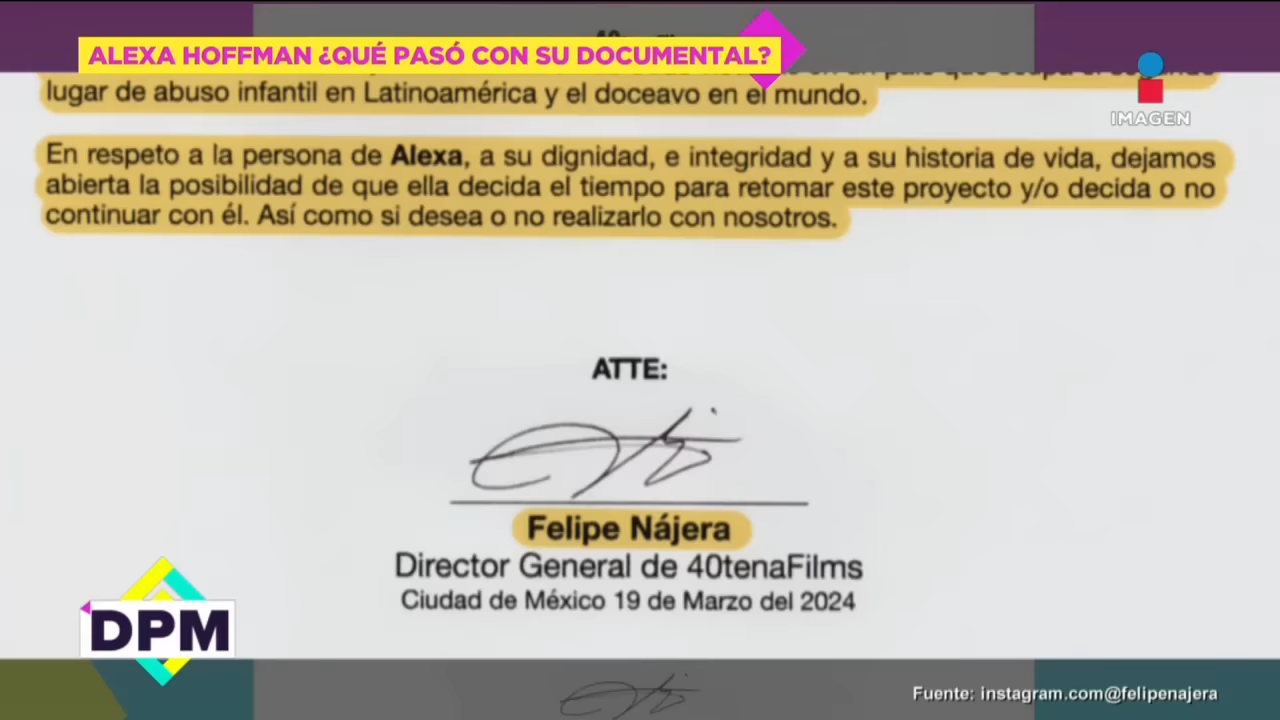 ALEXA HOFFMAN ¿QUÉ PASÓ CON SU DOCUMENTAL?
IMAGEN
lugar de abuso infantil en Latinoamérica y el doceavo en el mundo.
En respeto a la persona de Alexa, a su dignidad, e integridad y a su historia de vida, dejamos
abierta la posibilidad de que ella decida el tiempo para retomar este proyecto y/o decida o no
continuar con él. Así como si desea o no realizarlo con nosotros.
ATTE:
Felipe Nájera
Director General de 40tenaFilms
Ciudad de México 19 de Marzo del 2024
DPM
Fuente: instagram.com@felipenajera